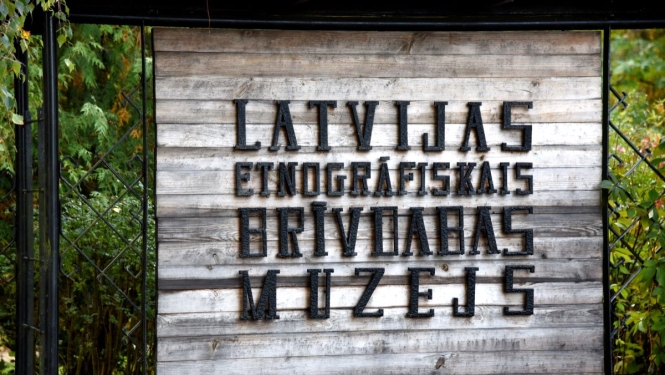 LATVIJAS
ETNOGRĀFISKAIS
BRĪVDABAS
MUZEJS